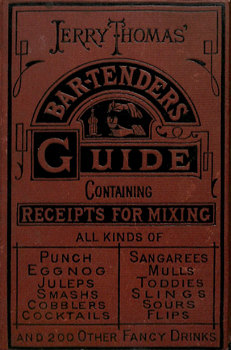 JERRY THOMAS'
BAR-TENDERS
GUIDE
CONTAINING
RECEIPTS FOR MIXING
ALL KINDS OF
PUNCH
EGGNOG
JULEPS
SMASHS
COBBLERS
COCKTAILS
SANGAREES
MULLS
TODDIES
SLINGS
SOURS
FLIPS
AND 200 OTHER FANCY DRINKS